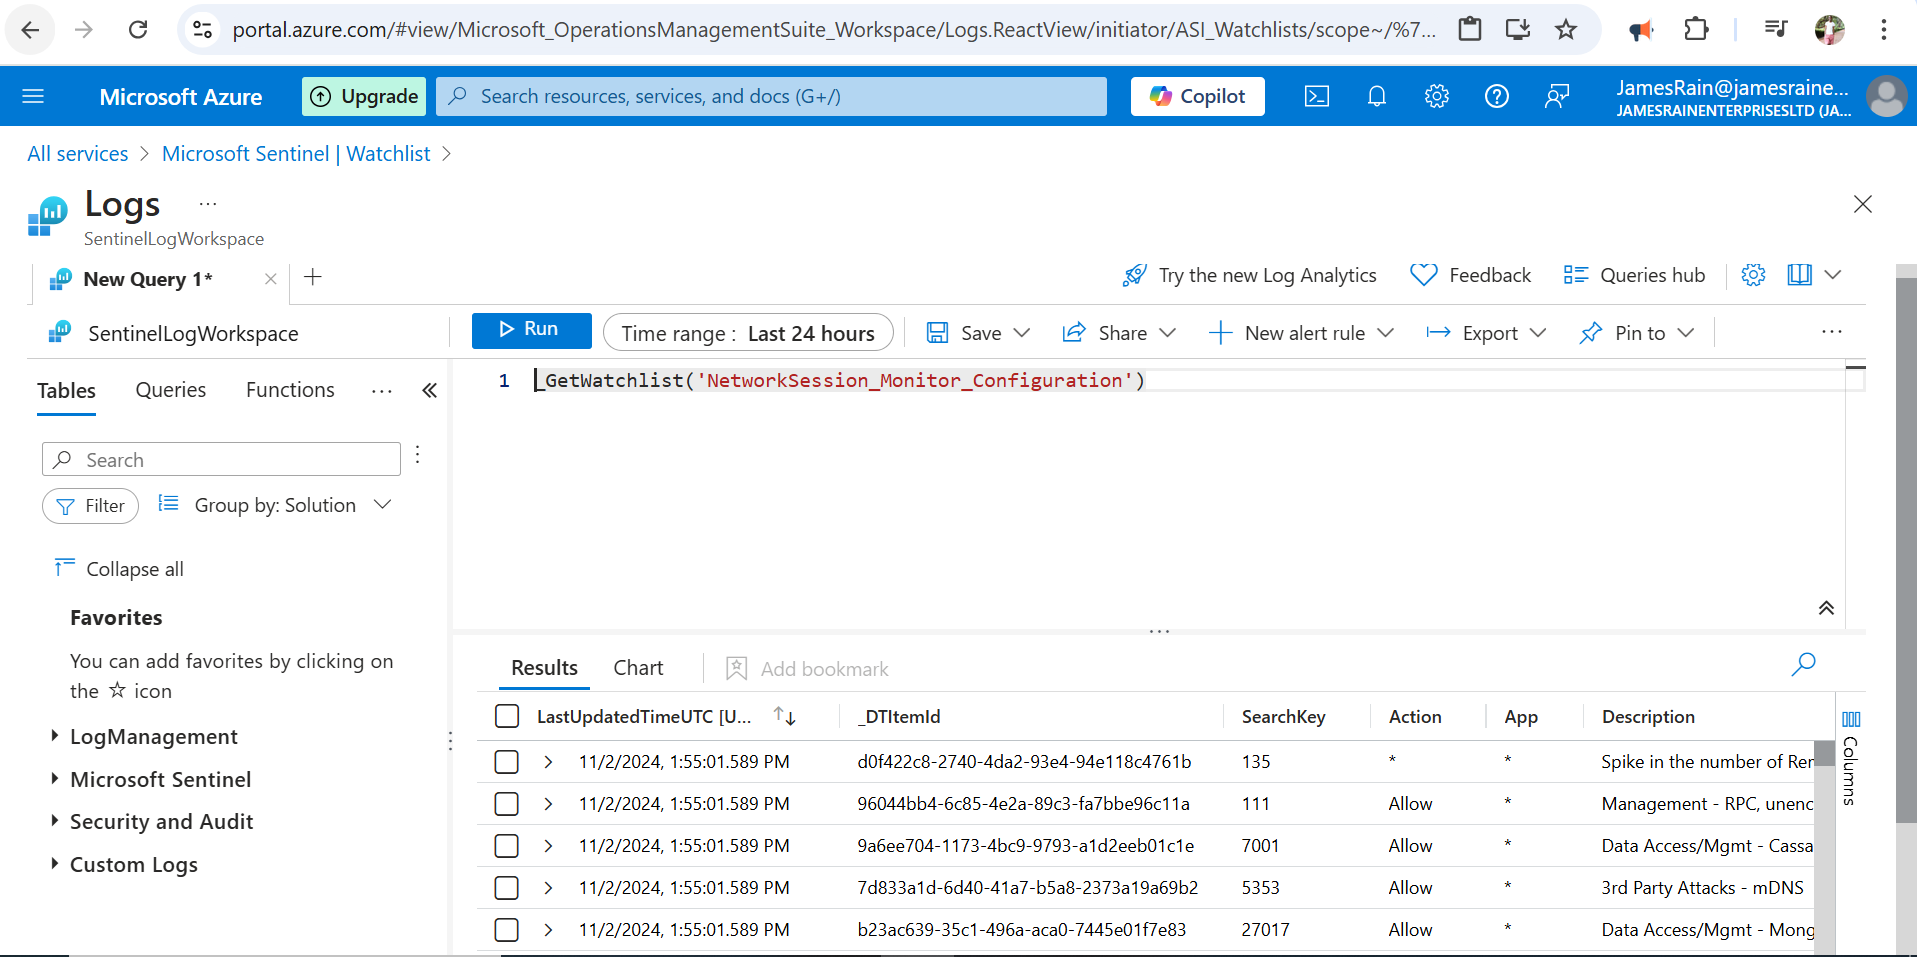 portal.azure.com/#view/Microsoft_OperationsManagementSuite_Workspace/Logs.ReactView/initiator/ASI_Watchlists/scope~/%7...
Microsoft Azure
Upgrade
Search resources, services, and docs (G+/)
Copilot
JamesRain@jamesraine...
JAMESRAINENTERPRISESLTD (JA...
All services > Microsoft Sentinel | Watchlist >
Logs ...
SentinelLogWorkspace
New Query 1*
Try the new Log Analytics
Feedback
Queries hub
SentinelLogWorkspace
Run
Time range : Last 24 hours
Save
Share
New alert rule
Export
Pin to
...
Tables
Queries
Functions
...
1 _GetWatchlist('NetworkSession_Monitor_Configuration')
Search
Filter
Group by: Solution
Collapse all
Favorites
You can add favorites by clicking on
the ☆ icon
LogManagement
Microsoft Sentinel
Security and Audit
Custom Logs
Results
Chart
Add bookmark
LastUpdatedTimeUTC [U... _DTItemId SearchKey Action App Description
11/2/2024, 1:55:01.589 PM d0f422c8-2740-4da2-93e4-94e118c4761b 135 * * Spike in the number of Rem
11/2/2024, 1:55:01.589 PM 96044bb4-6c85-4e2a-89c3-fa7bbe96c11a 111 Allow * Management - RPC, unenc
11/2/2024, 1:55:01.589 PM 9a6ee704-1173-4bc9-9793-a1d2eeb01c1e 7001 Allow * Data Access/Mgmt - Cassa
11/2/2024, 1:55:01.589 PM 7d833a1d-6d40-41a7-b5a8-2373a19a69b2 5353 Allow * 3rd Party Attacks - mDNS
11/2/2024, 1:55:01.589 PM b23ac639-35c1-496a-aca0-7445e01f7e83 27017 Allow * Data Access/Mgmt - Mong
Columns